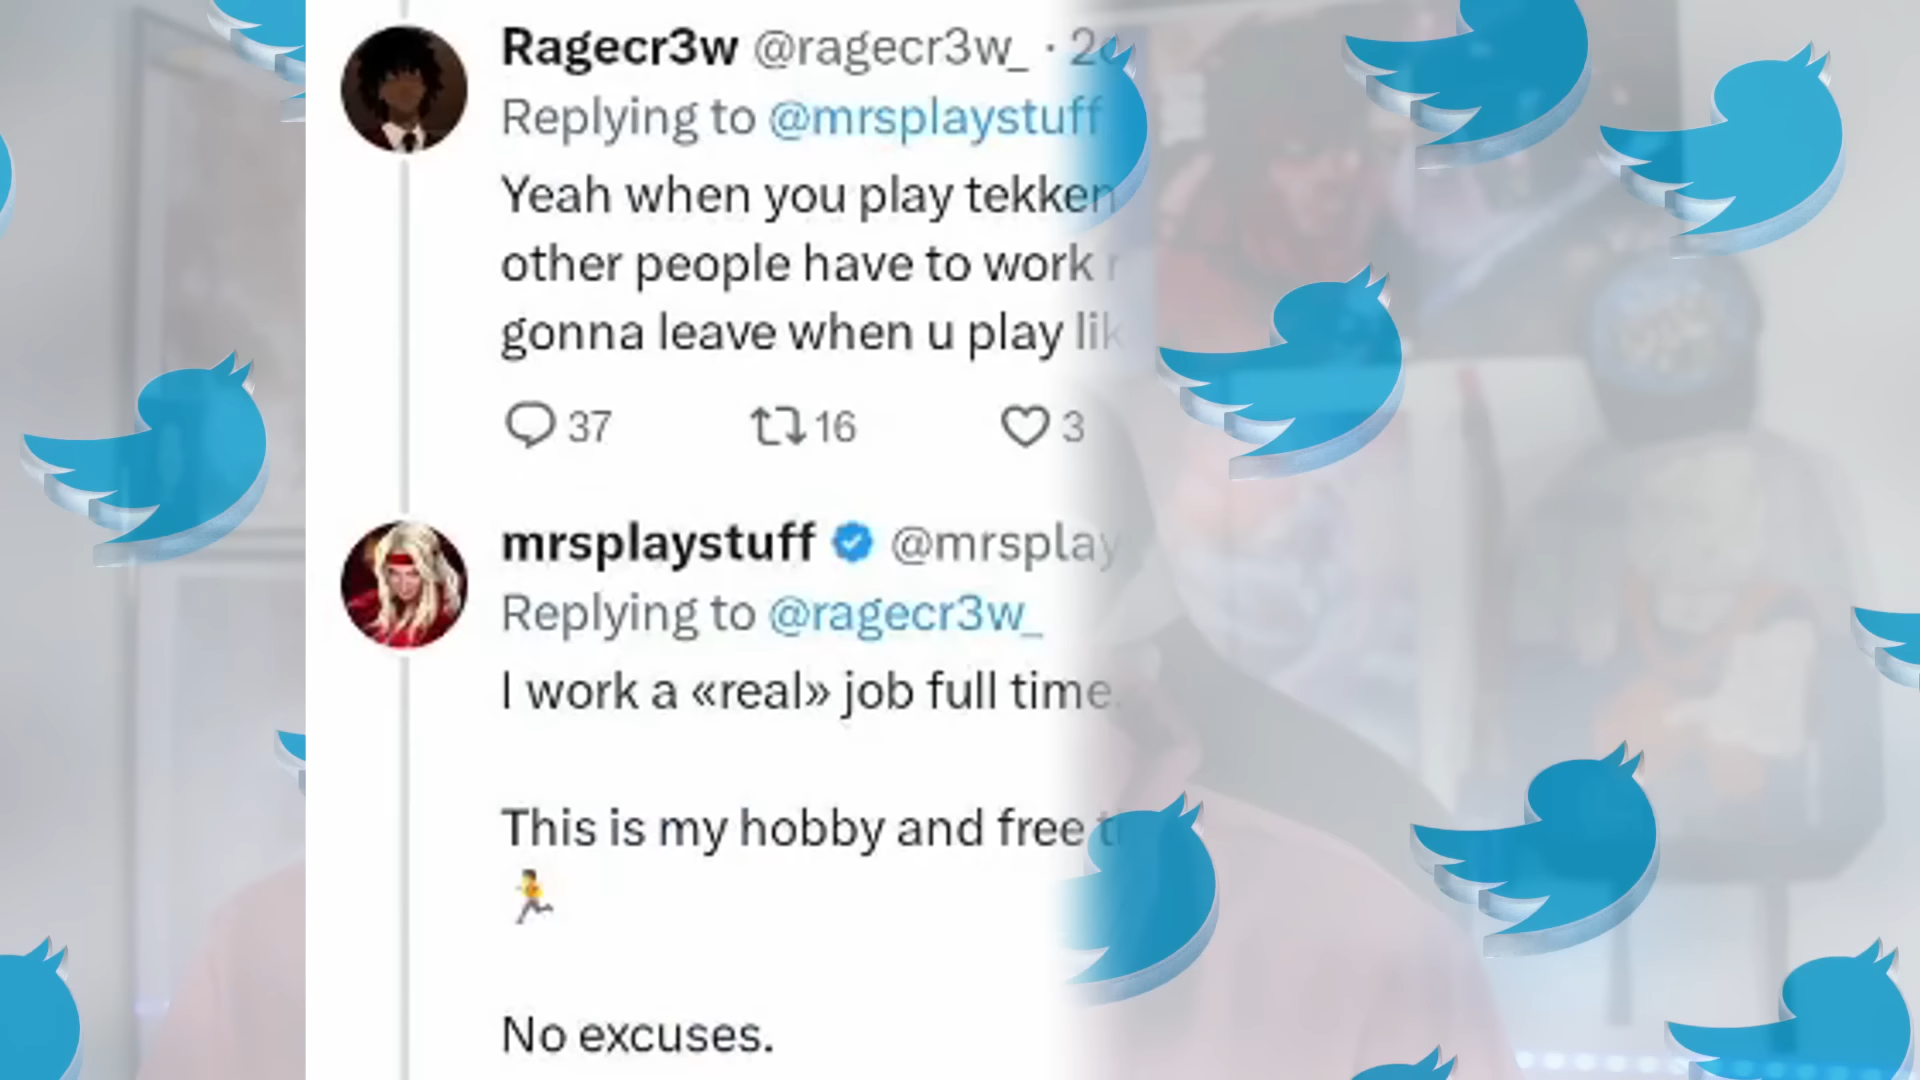 Ragecr3w @ragecr3w_ ·
Replying to @mrsplaystuff
Yeah when you play tekken
other people have to work
gonna leave when u play
37 16 3
mrsplaystuff
Replying to @ragecr3w_
I work a «real» job full time.
This is my hobby and free
No excuses.